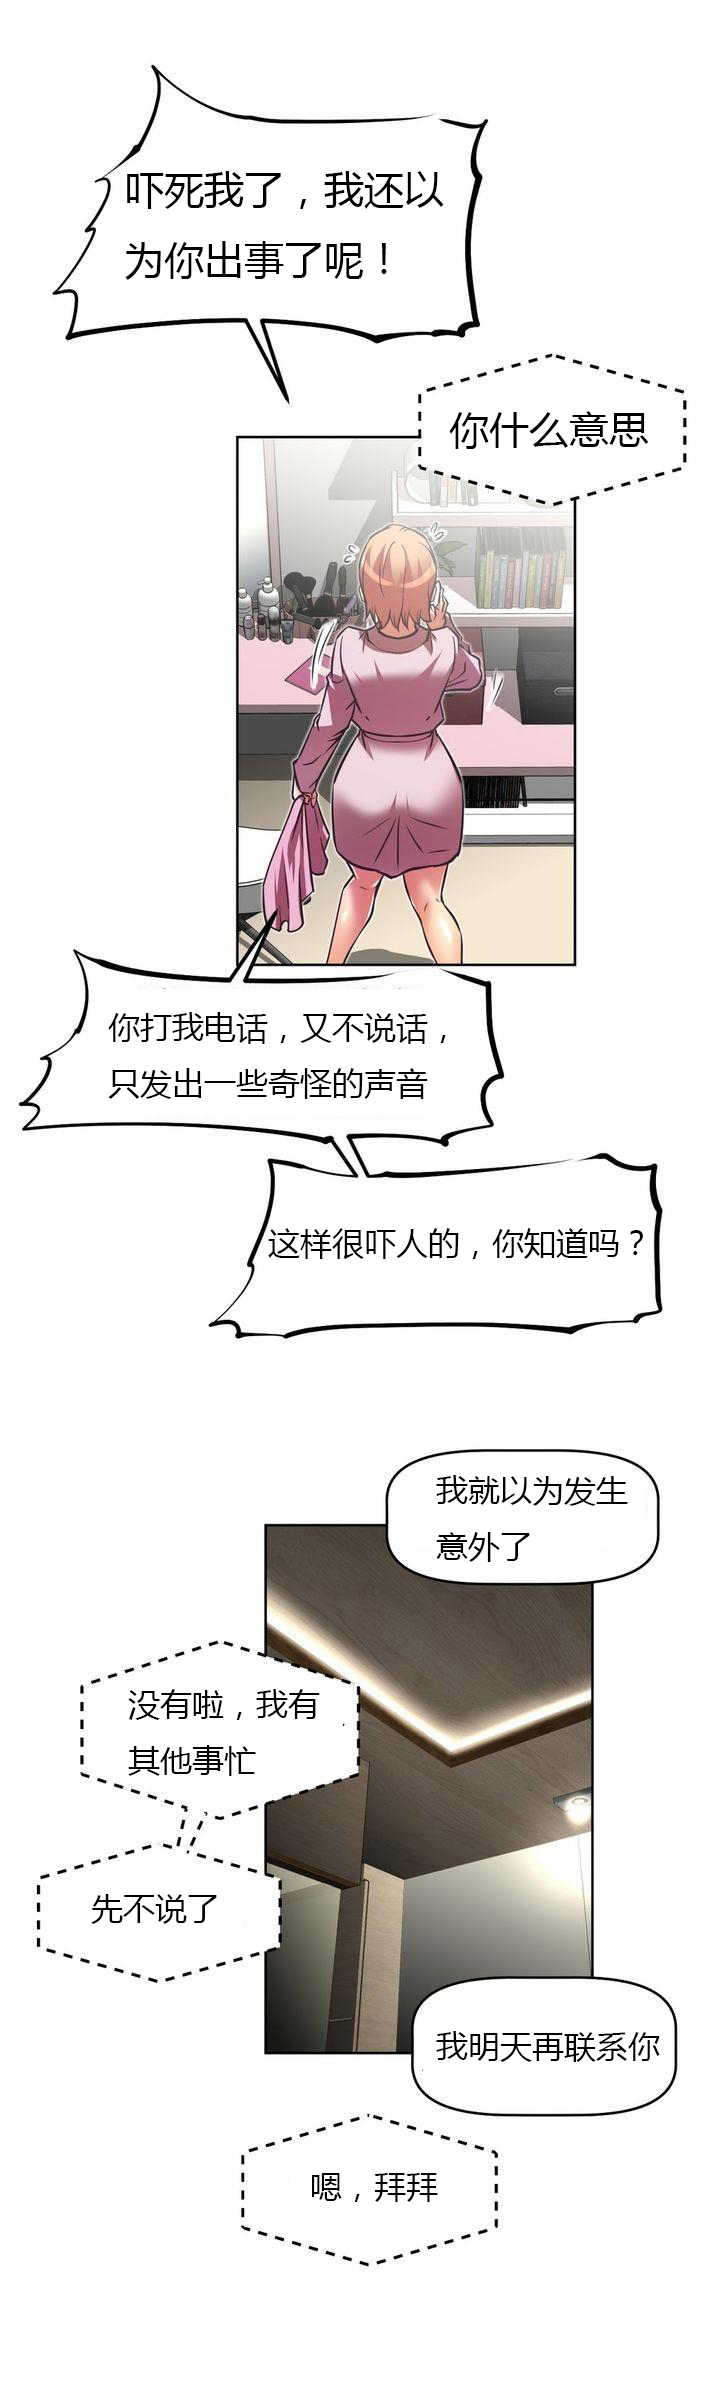 吓死我了，我还以
为你出事了呢！
你什么意思
你打我电话，又不说话，
只发出一些奇怪的声音
这样很吓人的，你知道吗？
我就以为发生
意外了
没有啦，我有
其他事忙
先不说了
我明天再联系你
嗯，拜拜